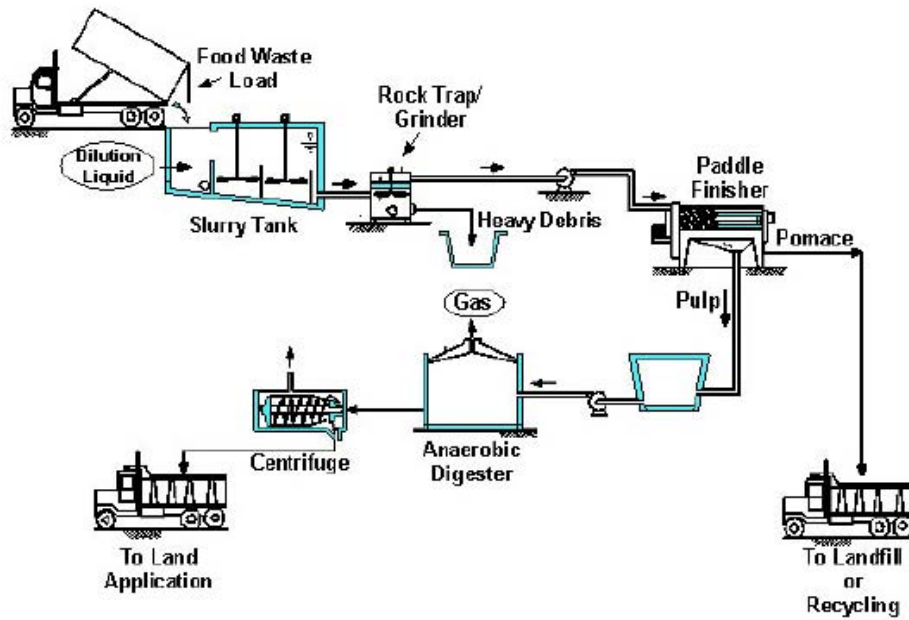 Food Waste
Load
Rock Trap/
Grinder
Dilution
Liquid
Paddle
Finisher
Slurry Tank
Heavy Debris
Pomace
Gas
Pulp
Centrifuge
Anaerobic
Digester
To Land
Application
To Landfill
or
Recycling